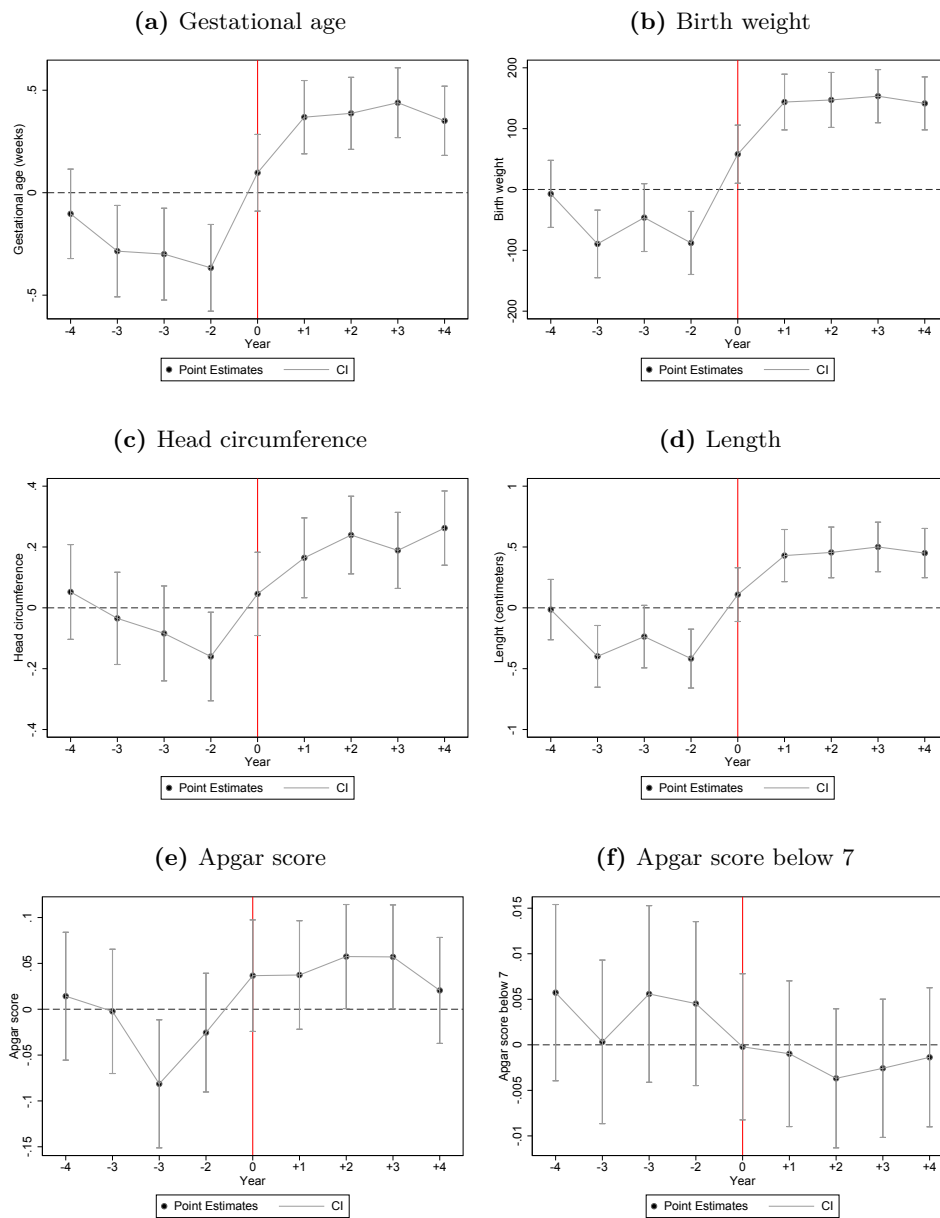 (a) Gestational age
Gestational age (weeks)
.5
0
-.5
-4 -3 -3 -2 0 +1 +2 +3 +4
Year
Point Estimates CI
(b) Birth weight
Birth weight
200
100
0
-100
-200
-4 -3 -3 -2 0 +1 +2 +3 +4
Year
Point Estimates CI
(c) Head circumference
Head circumference
.4
.2
0
-.2
-.4
-4 -3 -3 -2 0 +1 +2 +3 +4
Year
Point Estimates CI
(d) Length
Lenght (centimeters)
1
.5
0
-.5
-1
-4 -3 -3 -2 0 +1 +2 +3 +4
Year
Point Estimates CI
(e) Apgar score
Apgar score
.1
.05
0
-.05
-.1
-.15
-4 -3 -3 -2 0 +1 +2 +3 +4
Year
Point Estimates CI
(f) Apgar score below 7
Apgar score below 7
.015
.01
.005
0
-.005
-.01
-4 -3 -3 -2 0 +1 +2 +3 +4
Year
Point Estimates CI